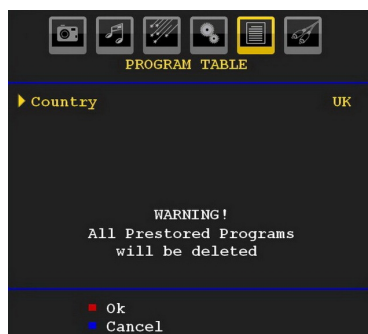 PROGRAM TABLE
Country UK
WARNING!
All Prestored Programs
will be deleted
Ok
Cancel